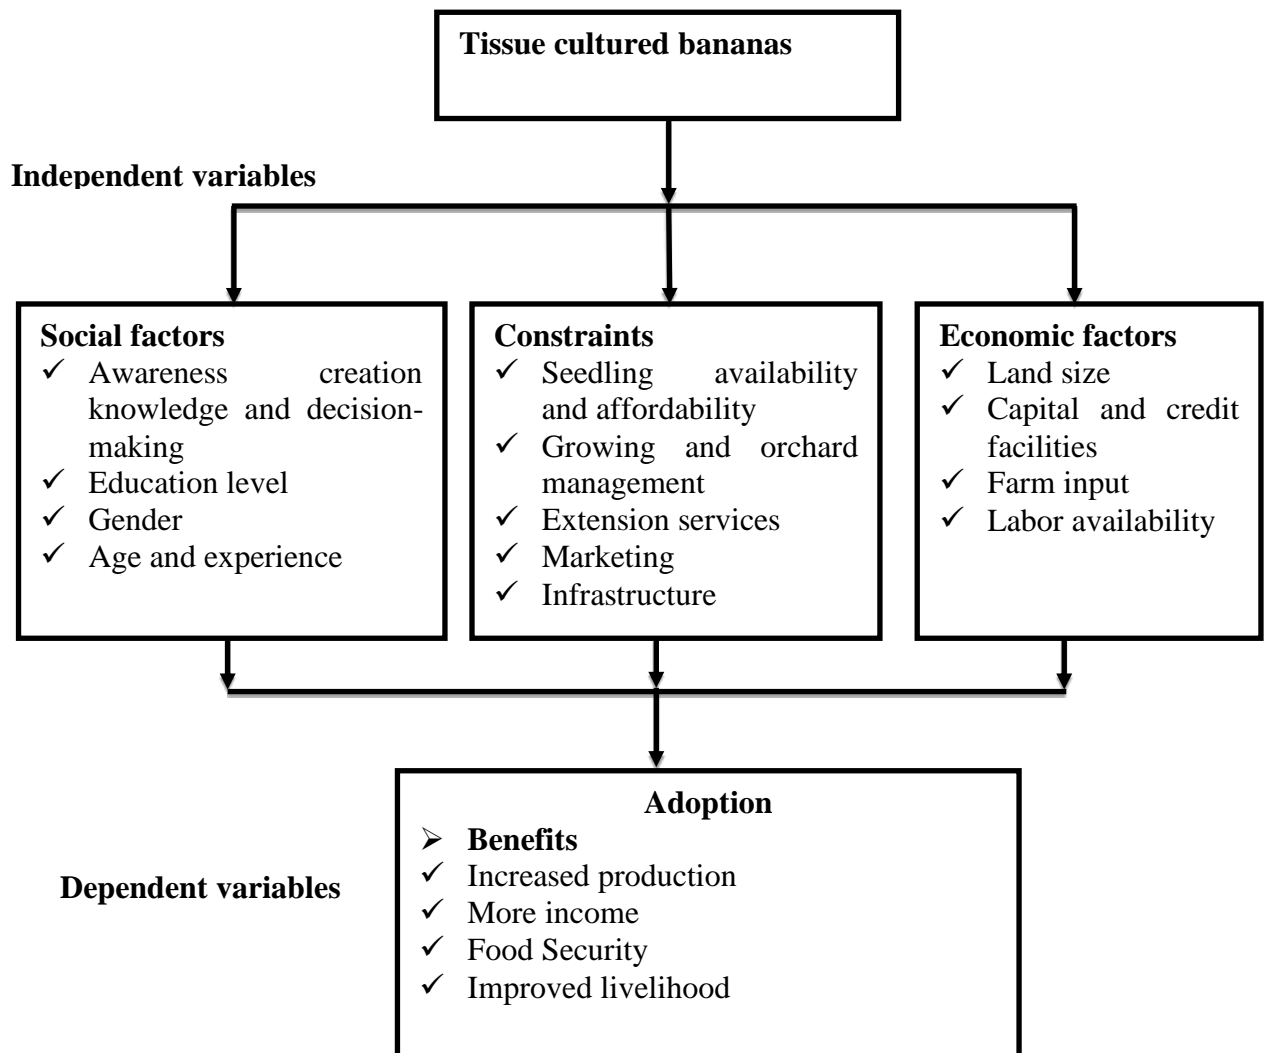 Tissue cultured bananas
Independent variables
Social factors
✓ Awareness creation
knowledge and decision-
making
✓ Education level
✓ Gender
✓ Age and experience
Constraints
✓ Seedling availability
and affordability
✓ Growing and orchard
management
✓ Extension services
✓ Marketing
✓ Infrastructure
Economic factors
✓ Land size
✓ Capital and credit
facilities
✓ Farm input
✓ Labor availability
Adoption
➢ Benefits
✓ Increased production
✓ More income
✓ Food Security
✓ Improved livelihood
Dependent variables